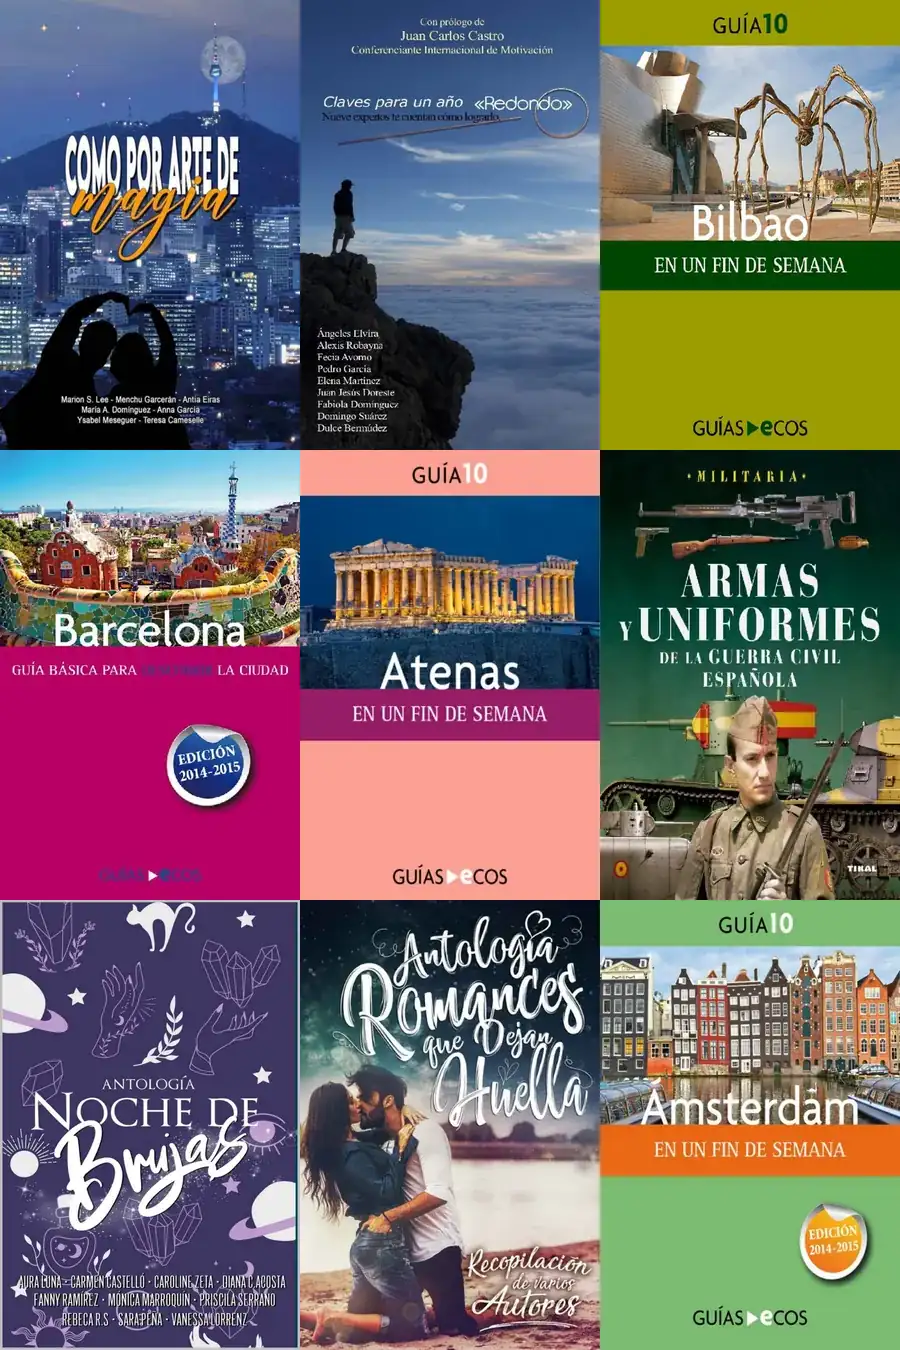 COMO POR ARTE DE
magia
Marion S. Lee - Menchu Garcerán - Antía Eiras
María A. Domínguez - Anna García
Ysabel Meseguer - Teresa Cameselle
Con prólogo de
Juan Carlos Castro
Conferenciante Internacional de Motivación
Claves para un año «Redondo»
Nueve expertos te cuentan cómo lograrlo
Ángeles Elvira
Alexis Robayna
Fecia Avomo
Pedro García
Elena Martínez
Juan Jesús Doreste
Fabiola Domínguez
Domingo Suárez
Dulce Bermúdez
GUÍA10
Bilbao
EN UN FIN DE SEMANA
GUÍAS eCOS
Barcelona
GUÍA BÁSICA PARA LA CIUDAD
EDICIÓN
2014-2015
GUÍAS eCOS
GUÍA10
Atenas
EN UN FIN DE SEMANA
GUÍAS eCOS
· MILITARIA ·
ARMAS
Y UNIFORMES
DE LA GUERRA CIVIL
ESPAÑOLA
TIKAL
ANTOLOGÍA
NOCHE DE
Brujas
AURA LUNA - CARMEN CASTELLÓ · CAROLINE ZETA · DIANA C. ACOSTA
FANNY RAMÍREZ · MÓNICA MARROQUÍN · PRISCILA SERRANO
REBECA R.S · SARA PEÑA · VANESSA LORRENZ
Antología
Romances
que Dejan
Huella
Recopilación
de varios
Autores
GUÍA10
Amsterdam
EN UN FIN DE SEMANA
EDICIÓN
2014-2015
GUÍAS eCOS